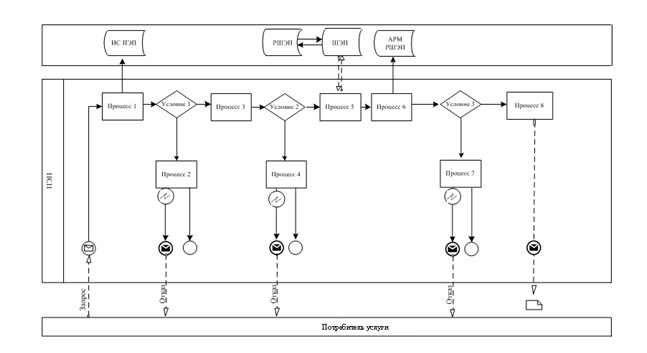 ИС ПЭП
РШЭП
ШЭП
АРМ
РШЭП
Процесс 1
Условие 1
Процесс 3
Условие 2
Процесс 5
Процесс 6
Условие 3
Процесс 8
Процесс 2
Процесс 4
Процесс 7
ПЭП
Запрос
Отказ
Отказ
Отказ
Потребитель услуги